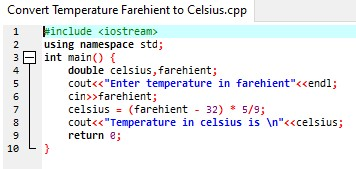 Convert Temperature Farehient to Celsius.cpp
1 #include <iostream>
2 using namespace std;
3 int main() {
4 double celsius,farehient;
5 cout<<"Enter temperature in farehient"<<endl;
6 cin>>farehient;
7 celsius = (farehient - 32) * 5/9;
8 cout<<"Temperature in celsius is \n"<<celsius;
9 return 0;
10 }